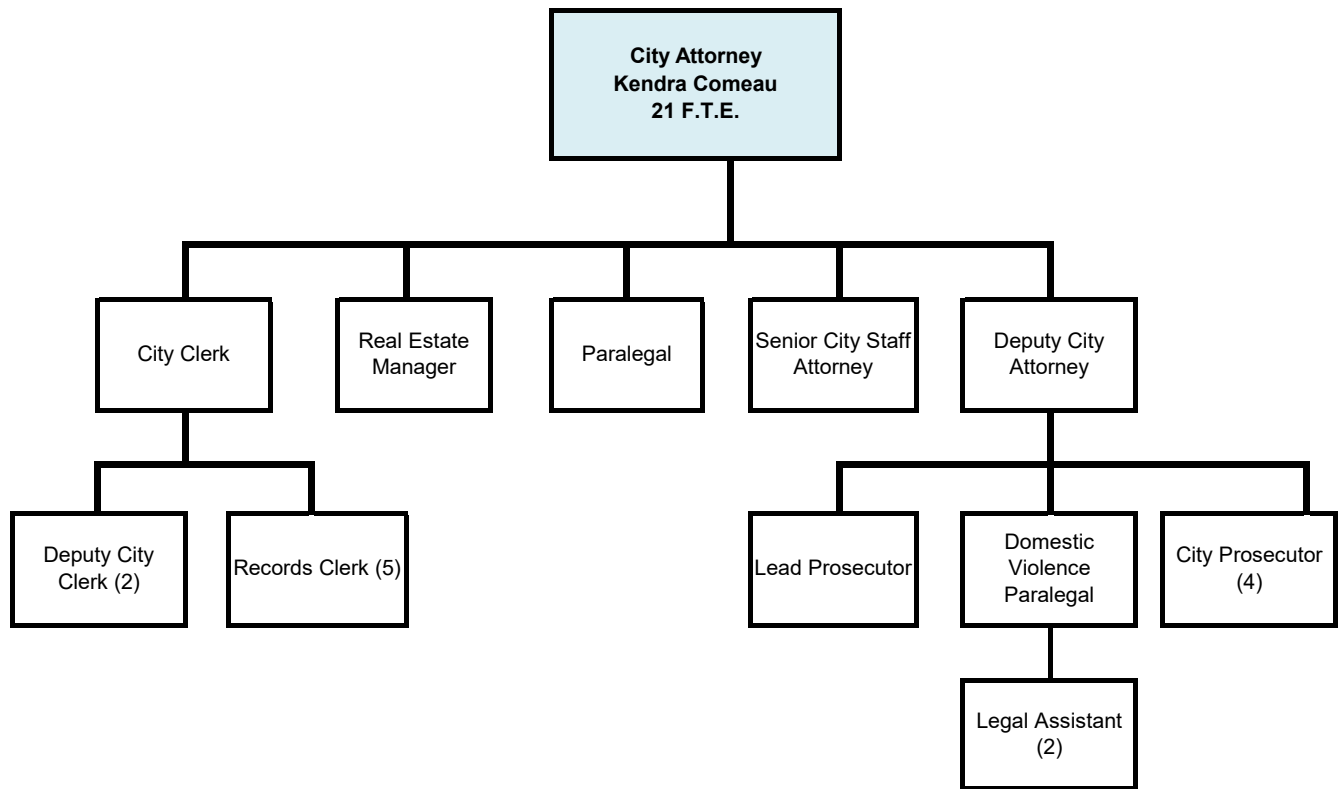 City Attorney
Kendra Comeau
21 F.T.E.
City Clerk
Real Estate
Manager
Paralegal
Senior City Staff
Attorney
Deputy City
Attorney
Deputy City
Clerk (2)
Records Clerk (5)
Lead Prosecutor
Domestic
Violence
Paralegal
City Prosecutor
(4)
Legal Assistant
(2)